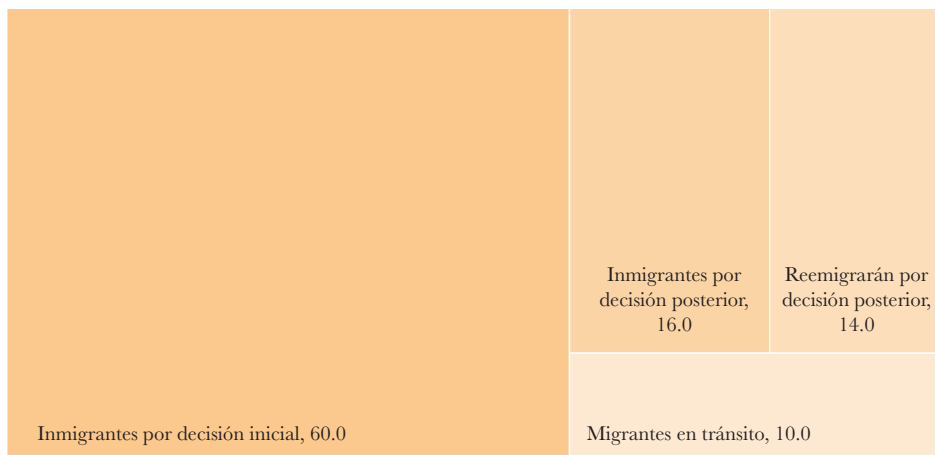 Inmigrantes por
decisión posterior,
16.0
Reemigrarán por
decisión posterior,
14.0
Inmigrantes por decisión inicial, 60.0
Migrantes en tránsito, 10.0